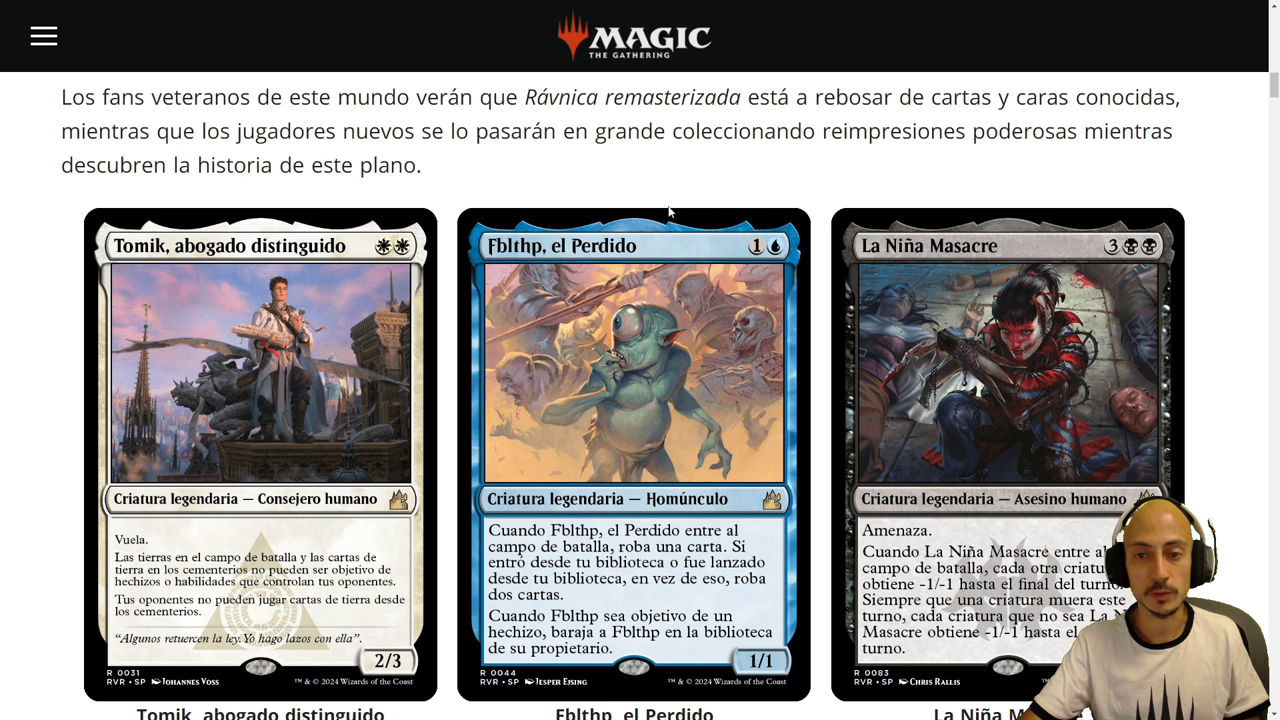 MAGIC
THE GATHERING
Los fans veteranos de este mundo verán que Rávnica remasterizada está a rebosar de cartas y caras conocidas,
mientras que los jugadores nuevos se lo pasarán en grande coleccionando reimpresiones poderosas mientras
descubren la historia de este plano.
Tomik, abogado distinguido
Criatura legendaria — Consejero humano
Vuela.
Las tierras en el campo de batalla y las cartas de
tierra en los cementerios no pueden ser objetivo de
hechizos o habilidades que controlan tus oponentes.
Tus oponentes no pueden jugar cartas de tierra desde
los cementerios.
“Algunos retuercen la ley. Yo hago lazos con ella”.
2/3
R 0031
RVR • SP Johannes Voss
™ & © 2024 Wizards of the Coast
Tomik, abogado distinguido
Fblthp, el Perdido 1
Criatura legendaria — Homúnculo
Cuando Fblthp, el Perdido entre al
campo de batalla, roba una carta. Si
entró desde tu biblioteca o fue lanzado
desde tu biblioteca, en vez de eso, roba
dos cartas.
Cuando Fblthp sea objetivo de un
hechizo, baraja a Fblthp en la biblioteca
de su propietario.
1/1
R 0044
RVR • SP Jesper Ejsing
™ & © 2024 Wizards of the Coast
Fblthp, el Perdido
La Niña Masacre 3
Criatura legendaria — Asesino humano
Amenaza.
Cuando La Niña Masacre entre al
campo de batalla, cada otra
obtiene -1/-1 hasta el final del turno.
Siempre que una criatura muera este
turno, cada criatura que no sea La
Masacre obtiene -1/-1 hasta el
turno.
R 0083
RVR • SP Chris Rallis
La Niña